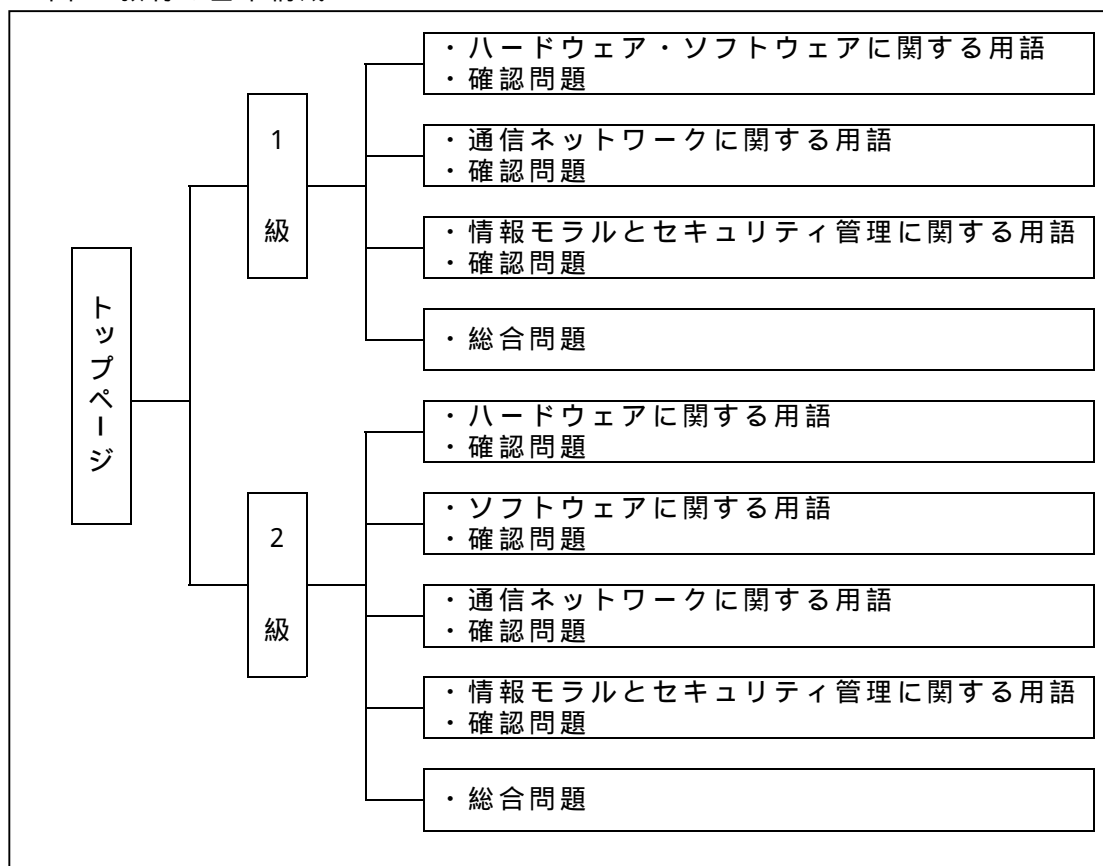 トップページ
1級
・ハードウェア・ソフトウェアに関する用語
・確認問題
・通信ネットワークに関する用語
・確認問題
・情報モラルとセキュリティ管理に関する用語
・確認問題
・総合問題
2級
・ハードウェアに関する用語
・確認問題
・ソフトウェアに関する用語
・確認問題
・通信ネットワークに関する用語
・確認問題
・情報モラルとセキュリティ管理に関する用語
・確認問題
・総合問題